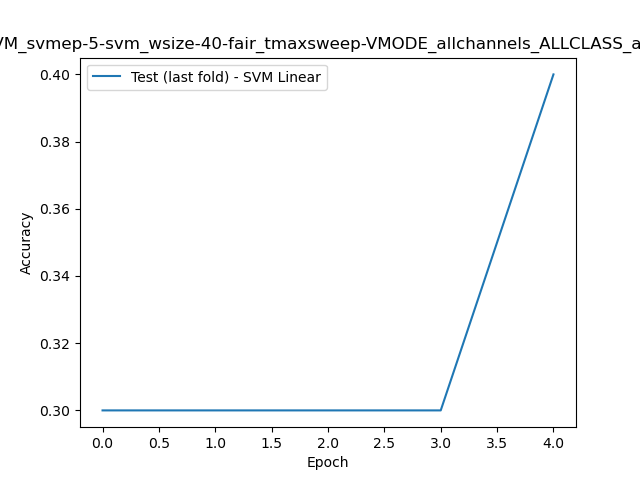 VM_svmep-5-svm_wsize-40-fair_tmaxsweep-VMODE_allchannels_ALLCLASS_a
Test (last fold) - SVM Linear
0.40
0.38
0.36
0.34
0.32
0.30
Accuracy
0.0 0.5 1.0 1.5 2.0 2.5 3.0 3.5 4.0
Epoch